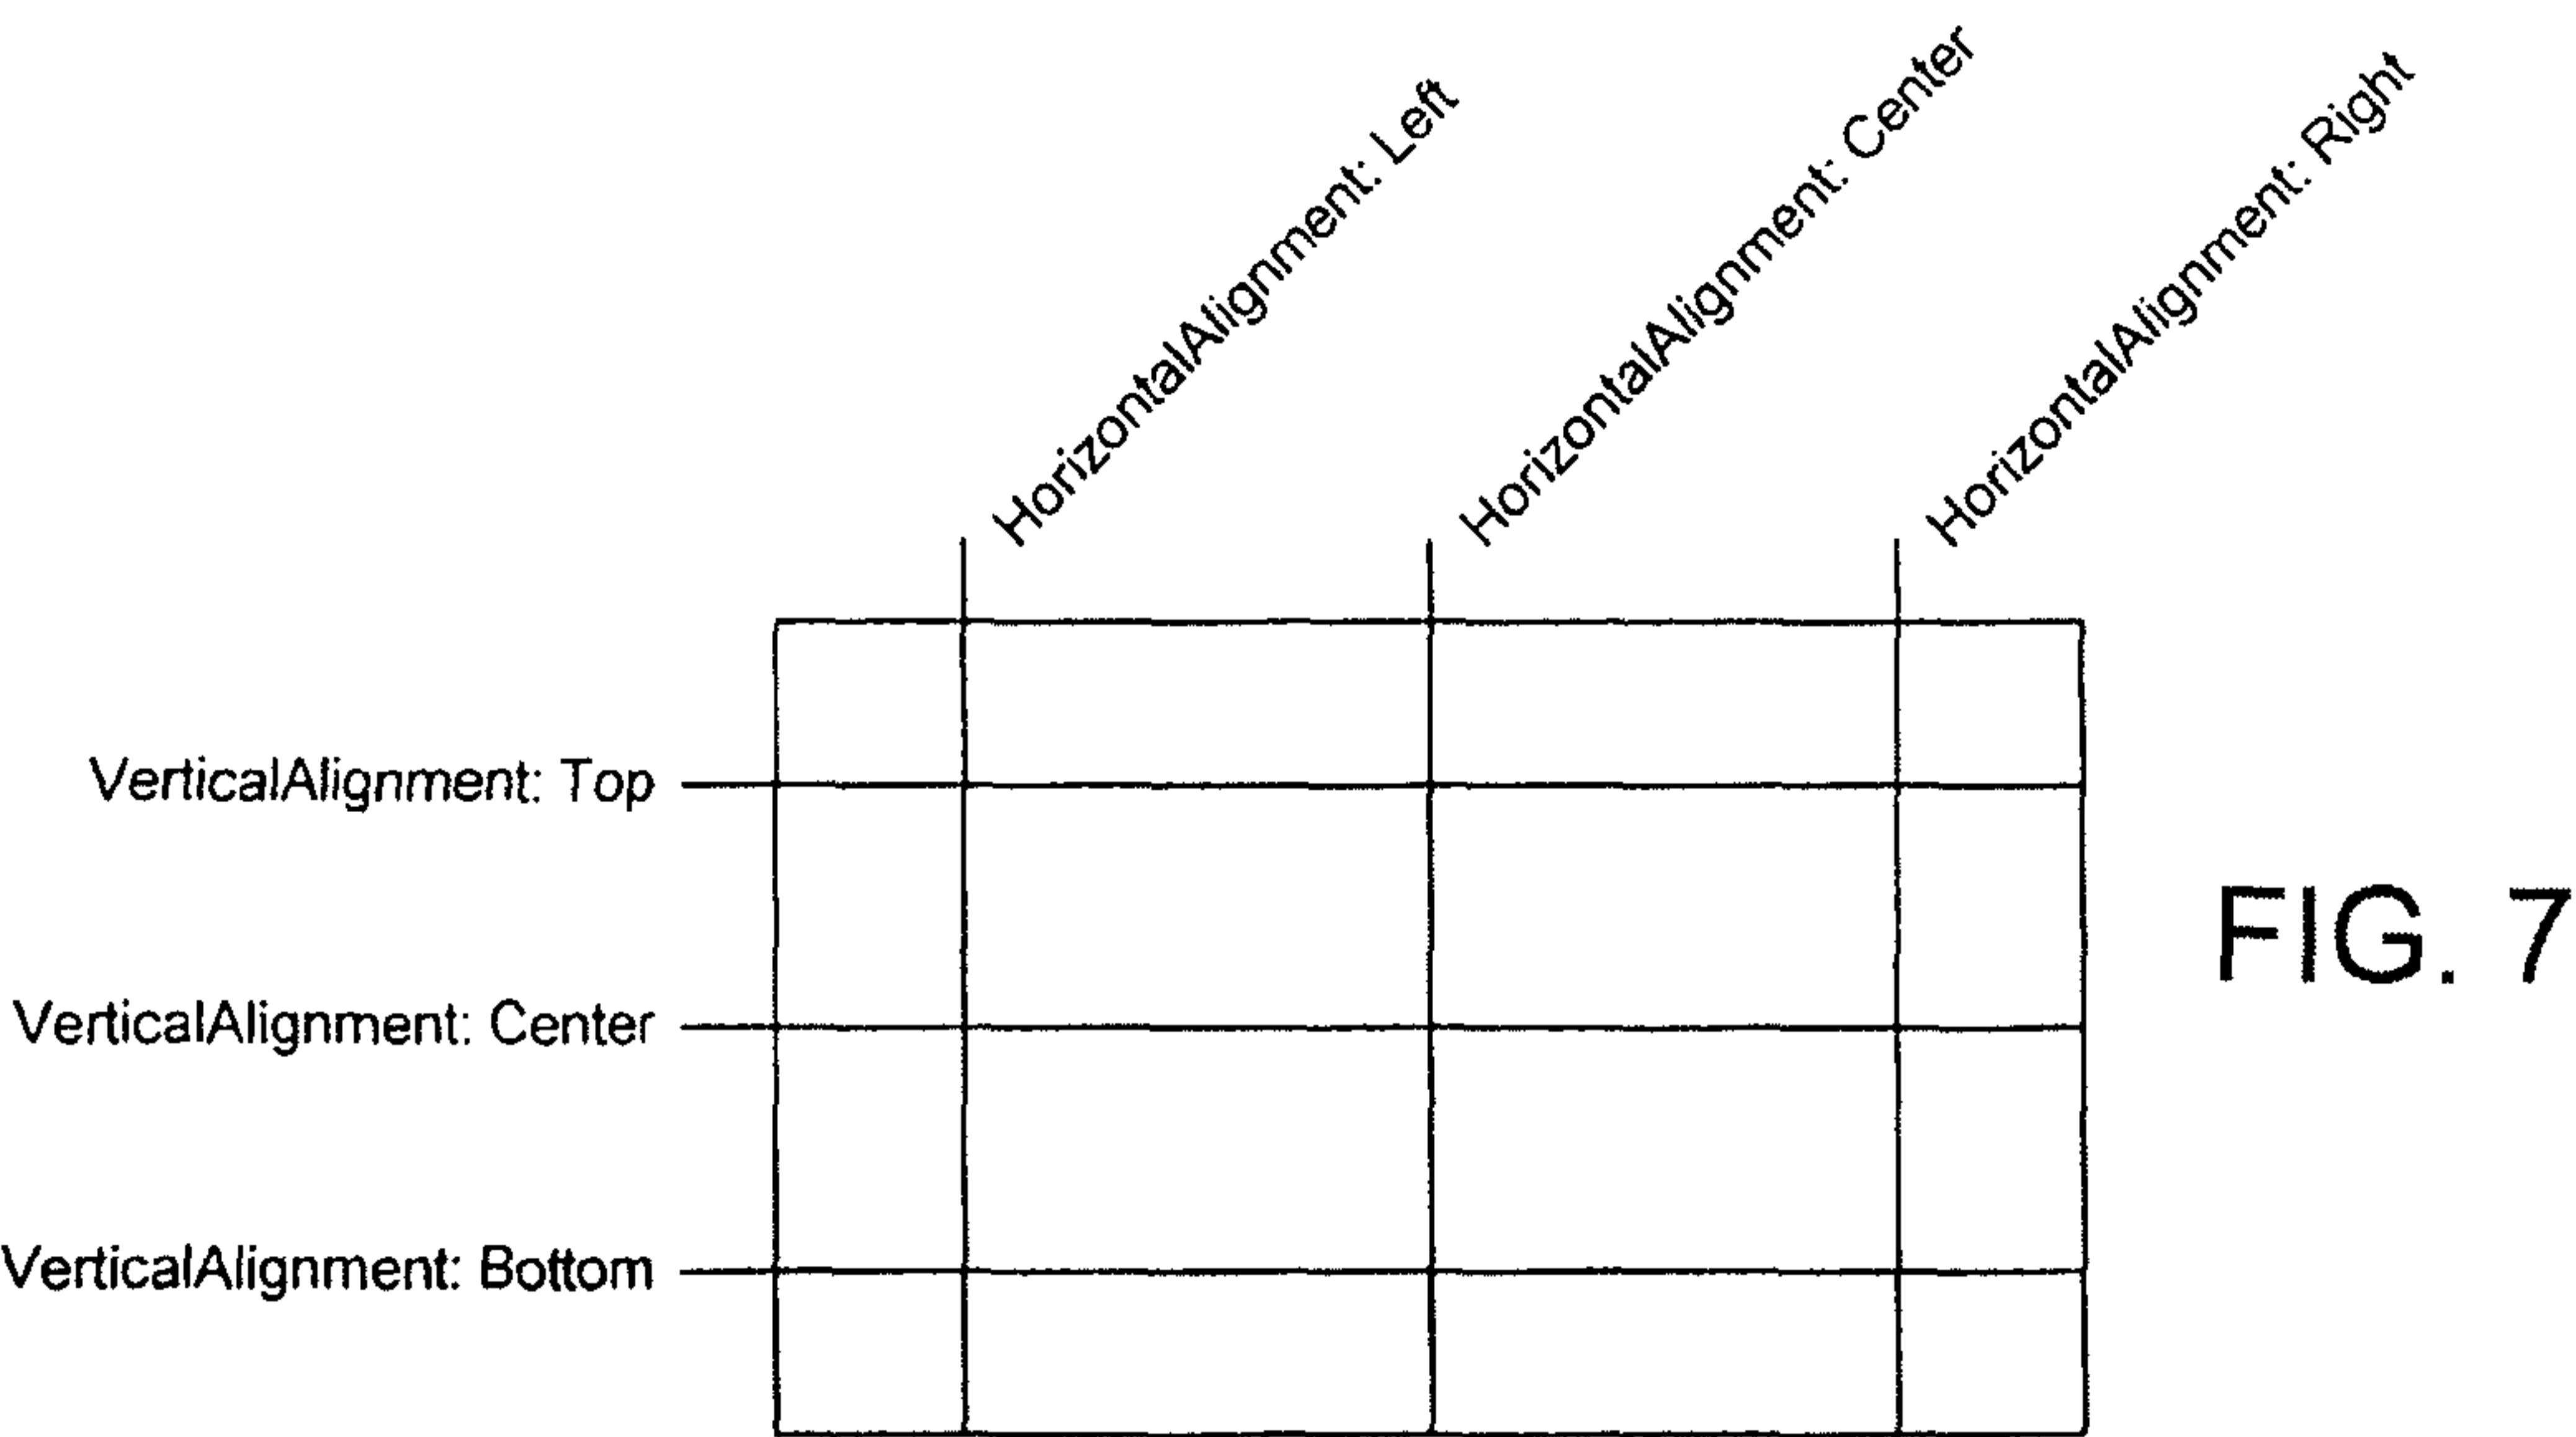 HorizontalAlignment: Left
HorizontalAlignment: Center
HorizontalAlignment: Right
VerticalAlignment: Top
VerticalAlignment: Center
VerticalAlignment: Bottom
FIG. 7